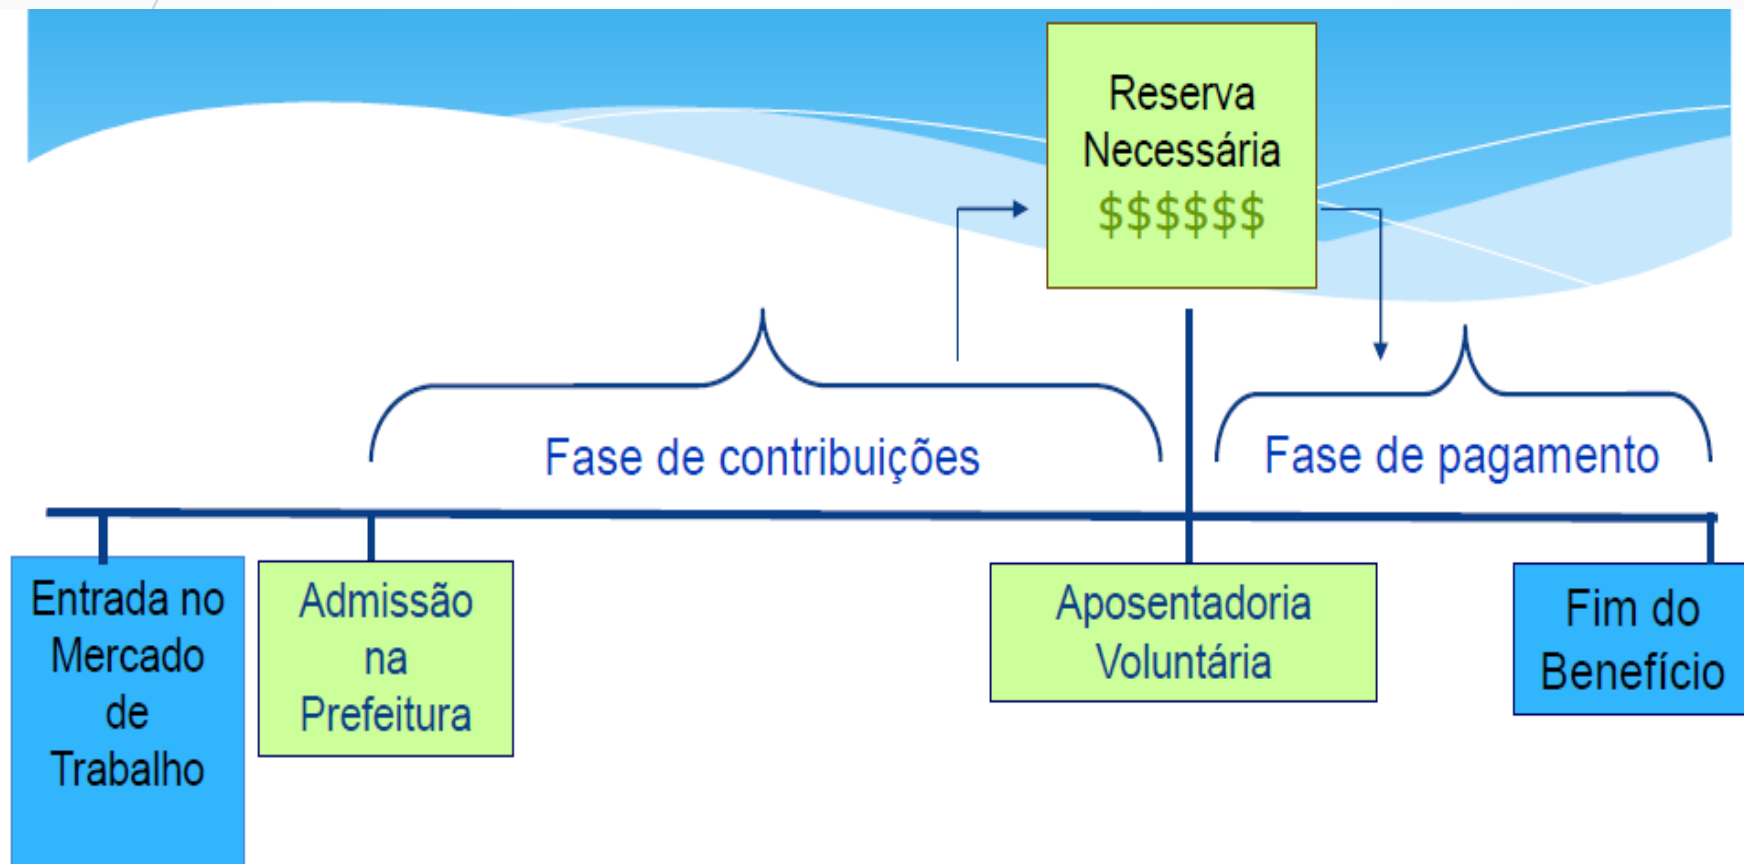 Reserva
Necessária
$$$$$$
Fase de contribuições
Fase de pagamento
Entrada no
Mercado
de
Trabalho
Admissão
na
Prefeitura
Aposentadoria
Voluntária
Fim do
Benefício